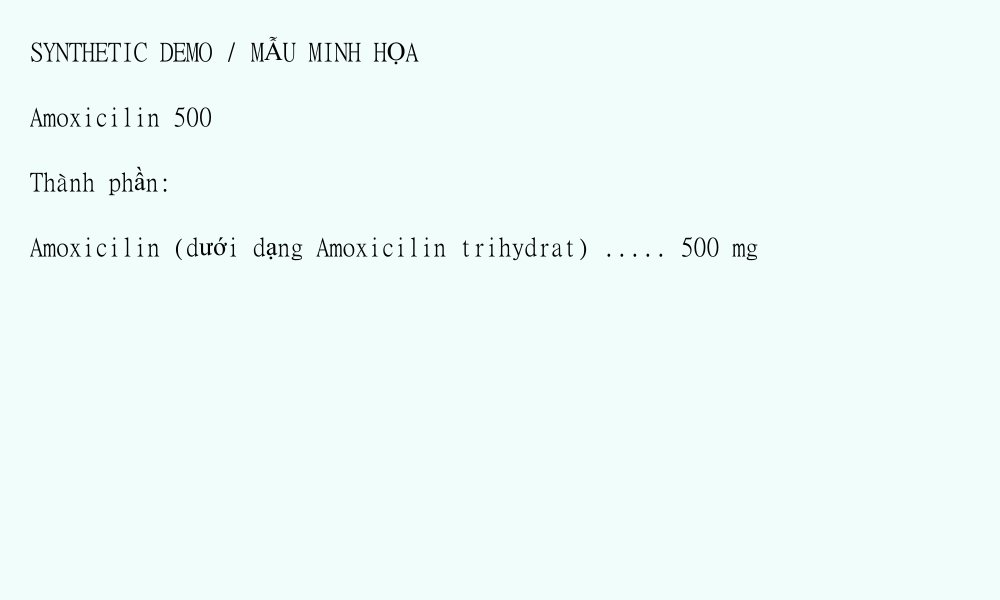 SYNTHETIC DEMO / MẪU MINH HỌA
Amoxicilin 500
Thành phần:
Amoxicilin (dưới dạng Amoxicilin trihydrat) ..... 500 mg